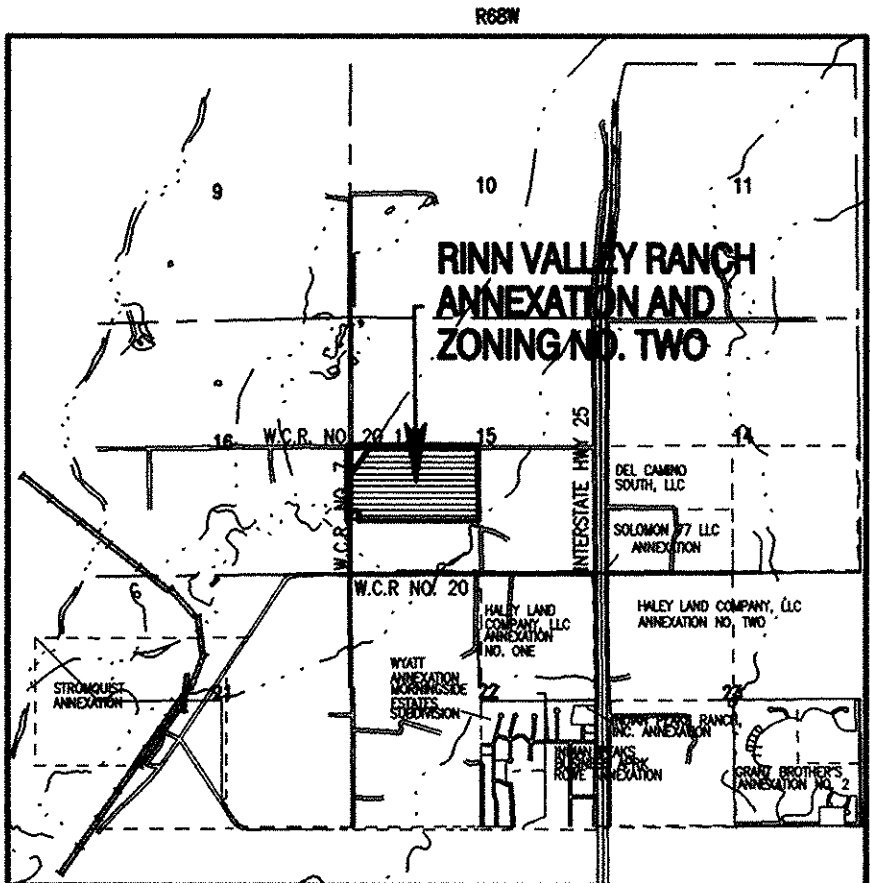 R68W
9
10
11
RINN VALLEY RANCH
ANNEXATION AND
ZONING NO. TWO
16
W.C.R. NO. 20 1
15
14
W.C.R. NO. 7
INTERSTATE HWY 25
DEL CAMINO
SOUTH, LLC
SOLOMON 77 LLC
ANNEXATION
W.C.R NO. 20
HALEY LAND
COMPANY, LLC
ANNEXATION
NO. ONE
HALEY LAND COMPANY, LLC
ANNEXATION NO. TWO
STROMQUIST
ANNEXATION
21
WYATT
ANNEXATION
MORNINGSIDE
ESTATES
SUBDIVISION
22
23
INDIAN PEAKS RANCH,
INC. ANNEXATION
INDIAN PEAKS
BUSINESS APRK
ROWE ANNEXATION
GRANT BROTHER'S
ANNEXATION NO. 2